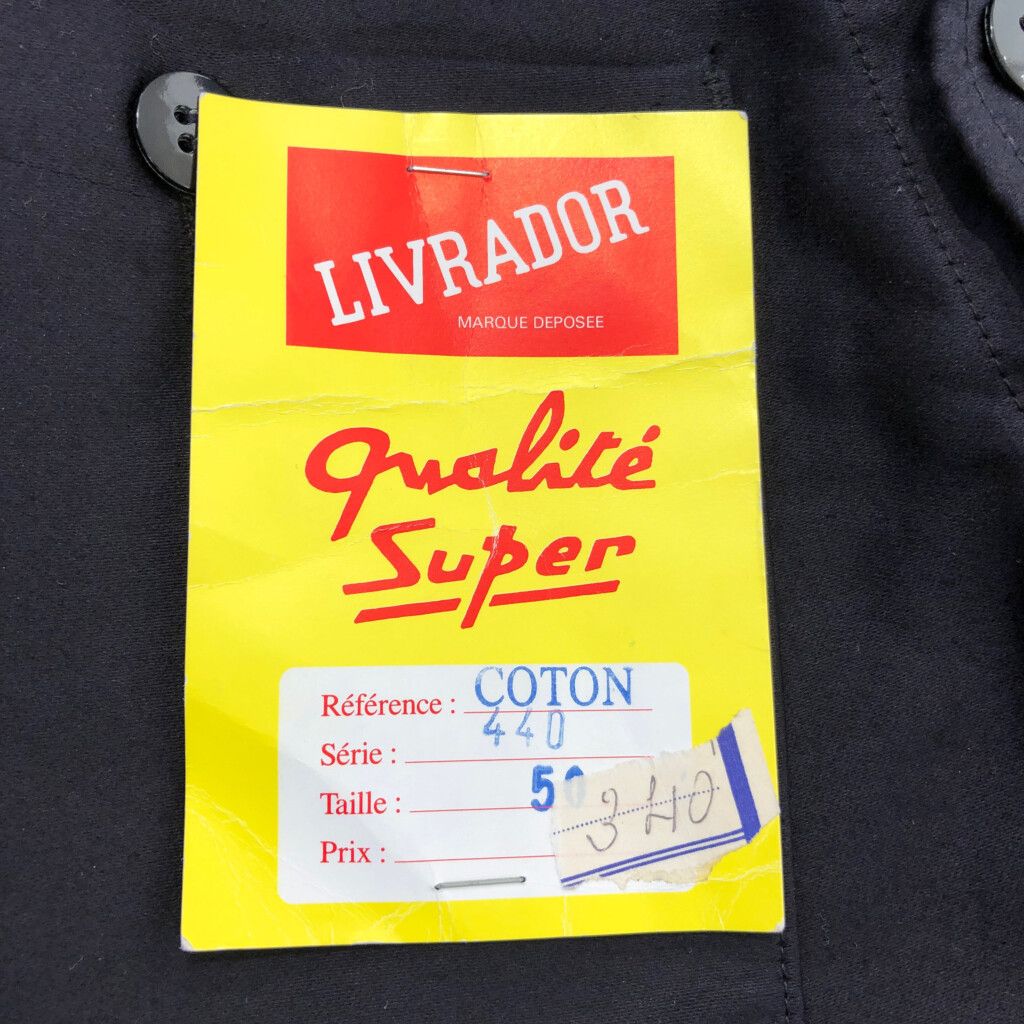 LIVRADOR
MARQUE DEPOSEE
Qualité
Super
Référence : COTON
440
Série :
Taille : 50
340
Prix :